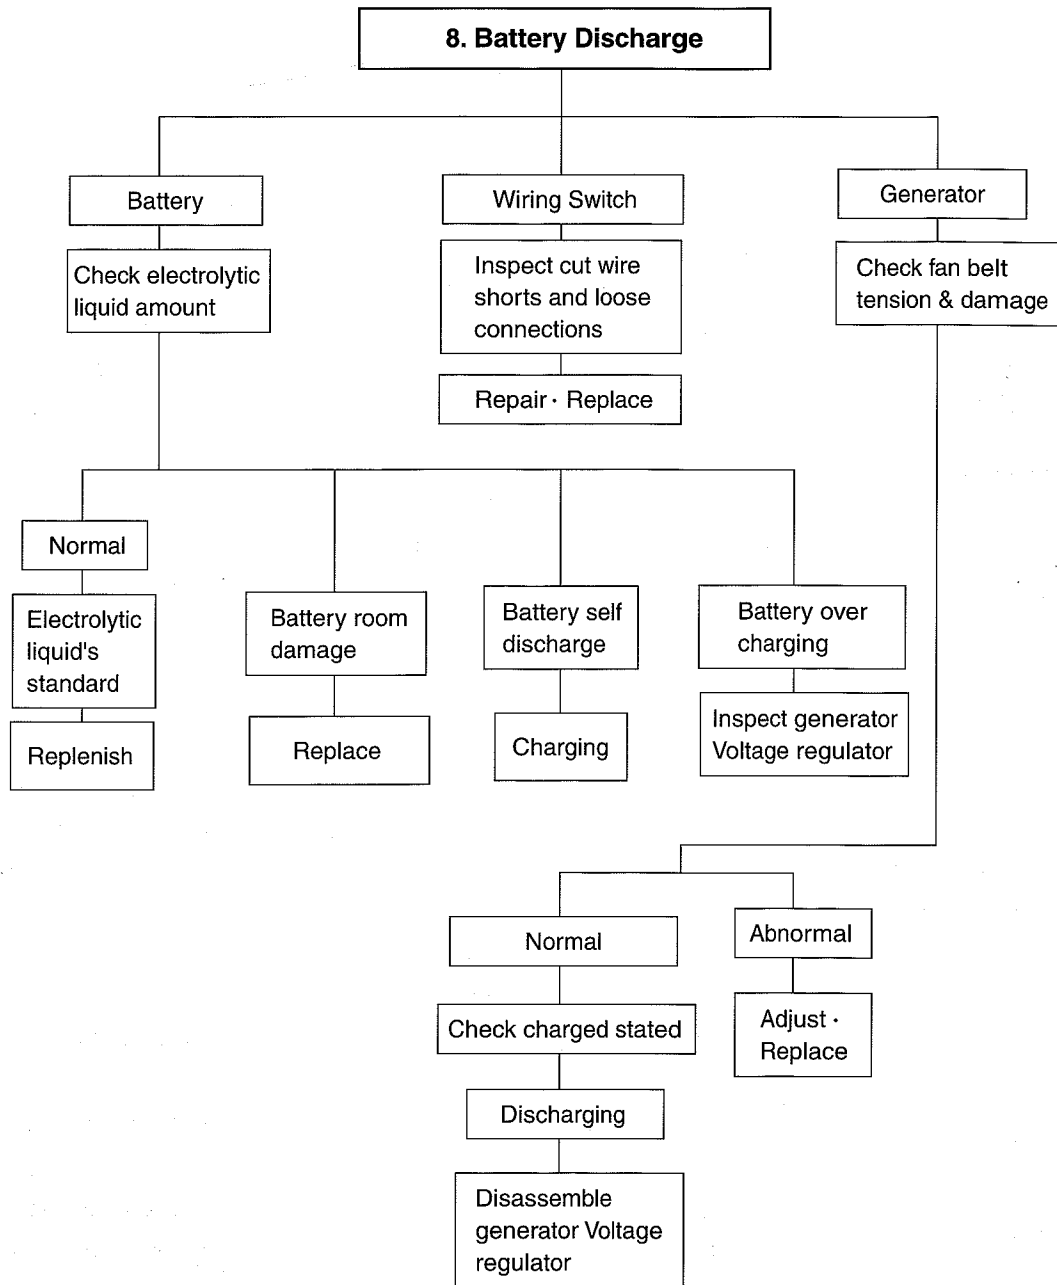 8. Battery Discharge
Battery
Wiring Switch
Generator
Check electrolytic
liquid amount
Inspect cut wire
shorts and loose
connections
Check fan belt
tension & damage
Repair · Replace
Normal
Electrolytic
liquid's
standard
Replenish
Battery room
damage
Replace
Battery self
discharge
Charging
Battery over
charging
Inspect generator
Voltage regulator
Normal
Abnormal
Check charged stated
Adjust ·
Replace
Discharging
Disassemble
generator Voltage
regulator